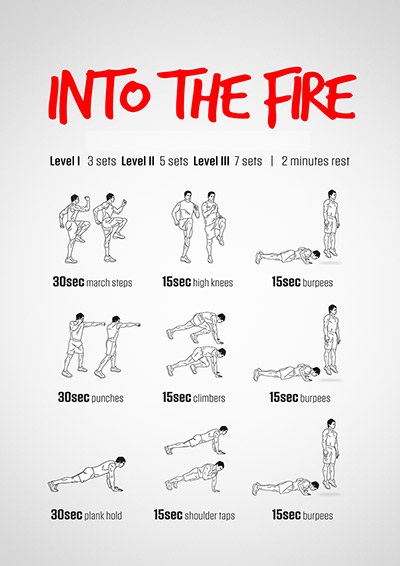 INTO THE FIRE
Level I 3 sets Level II 5 sets Level III 7 sets | 2 minutes rest
30sec march steps 15sec high knees 15sec burpees
30sec punches 15sec climbers 15sec burpees
30sec plank hold 15sec shoulder taps 15sec burpees